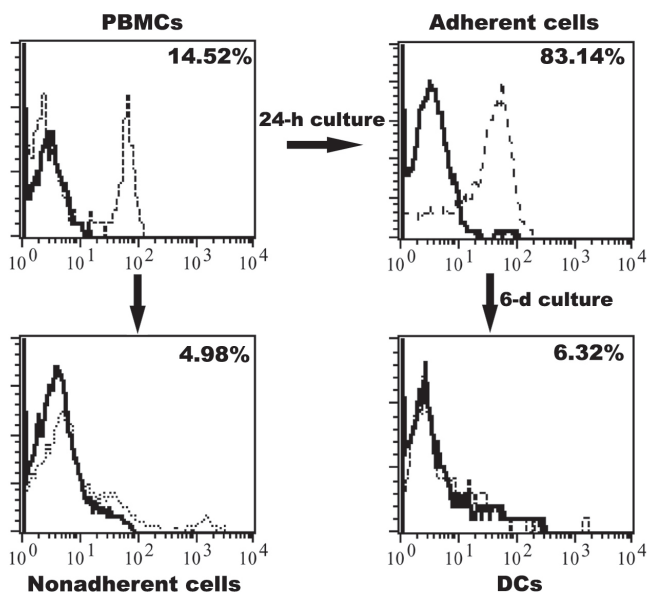 PBMCs
Adherent cells
14.52%
83.14%
24-h culture
10^0 10^1 10^2 10^3 10^4
10^0 10^1 10^2 10^3 10^4
6-d culture
4.98%
6.32%
10^0 10^1 10^2 10^3 10^4
10^0 10^1 10^2 10^3 10^4
Nonadherent cells
DCs